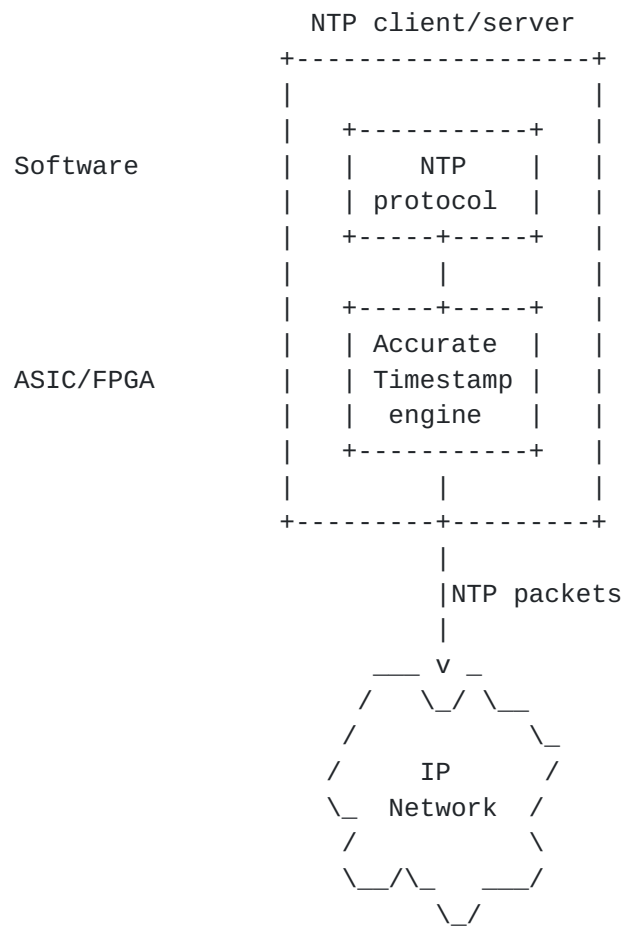 NTP client/server
Software
NTP
protocol
ASIC/FPGA
Accurate
Timestamp
engine
NTP packets
IP
Network